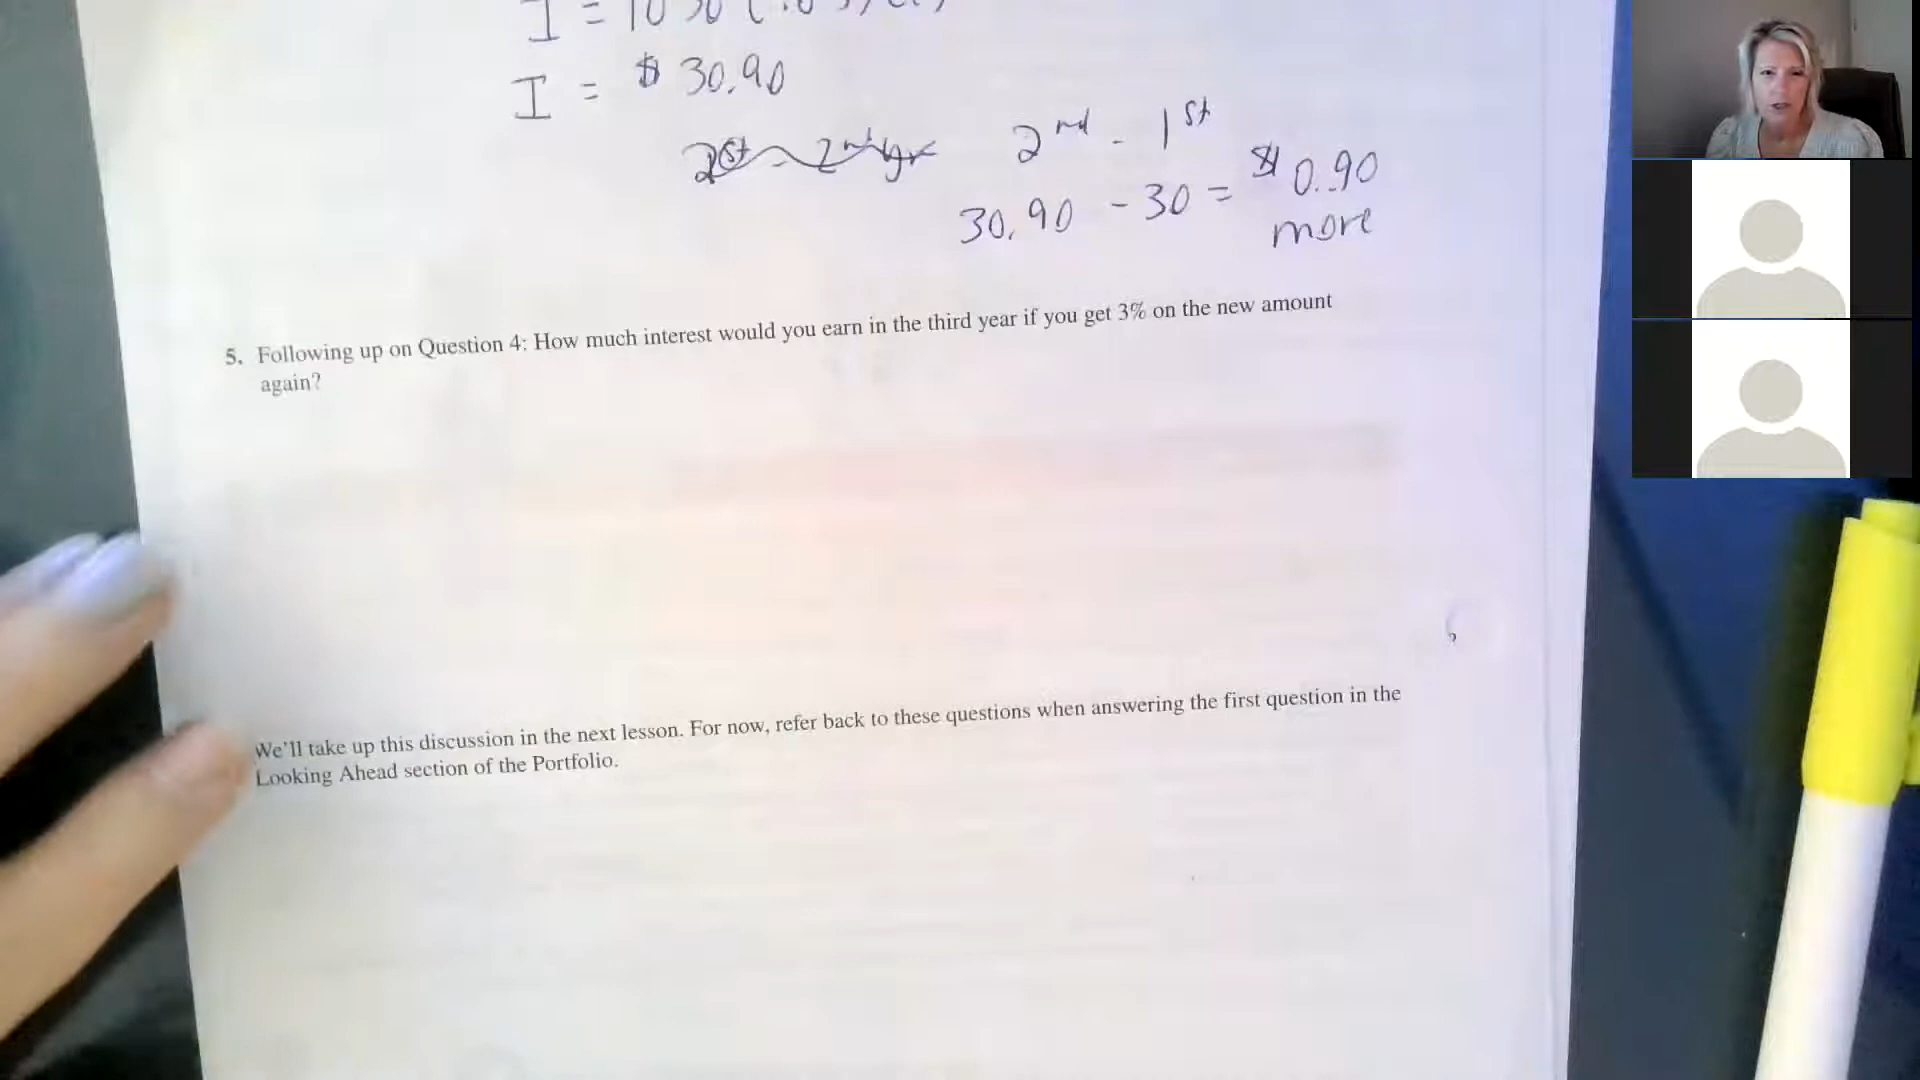 I = 1030 (.03)(1)
I = $ 30.90
2nd - 1st
30.90 - 30 = $ 0.90
more
5. Following up on Question 4: How much interest would you earn in the third year if you get 3% on the new amount
again?
We'll take up this discussion in the next lesson. For now, refer back to these questions when answering the first question in the
Looking Ahead section of the Portfolio.